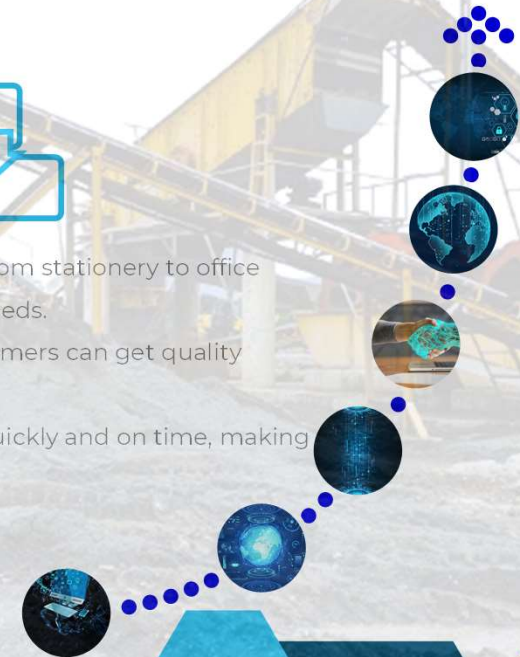 om stationery to office
eds.
mers can get quality
uickly and on time, making